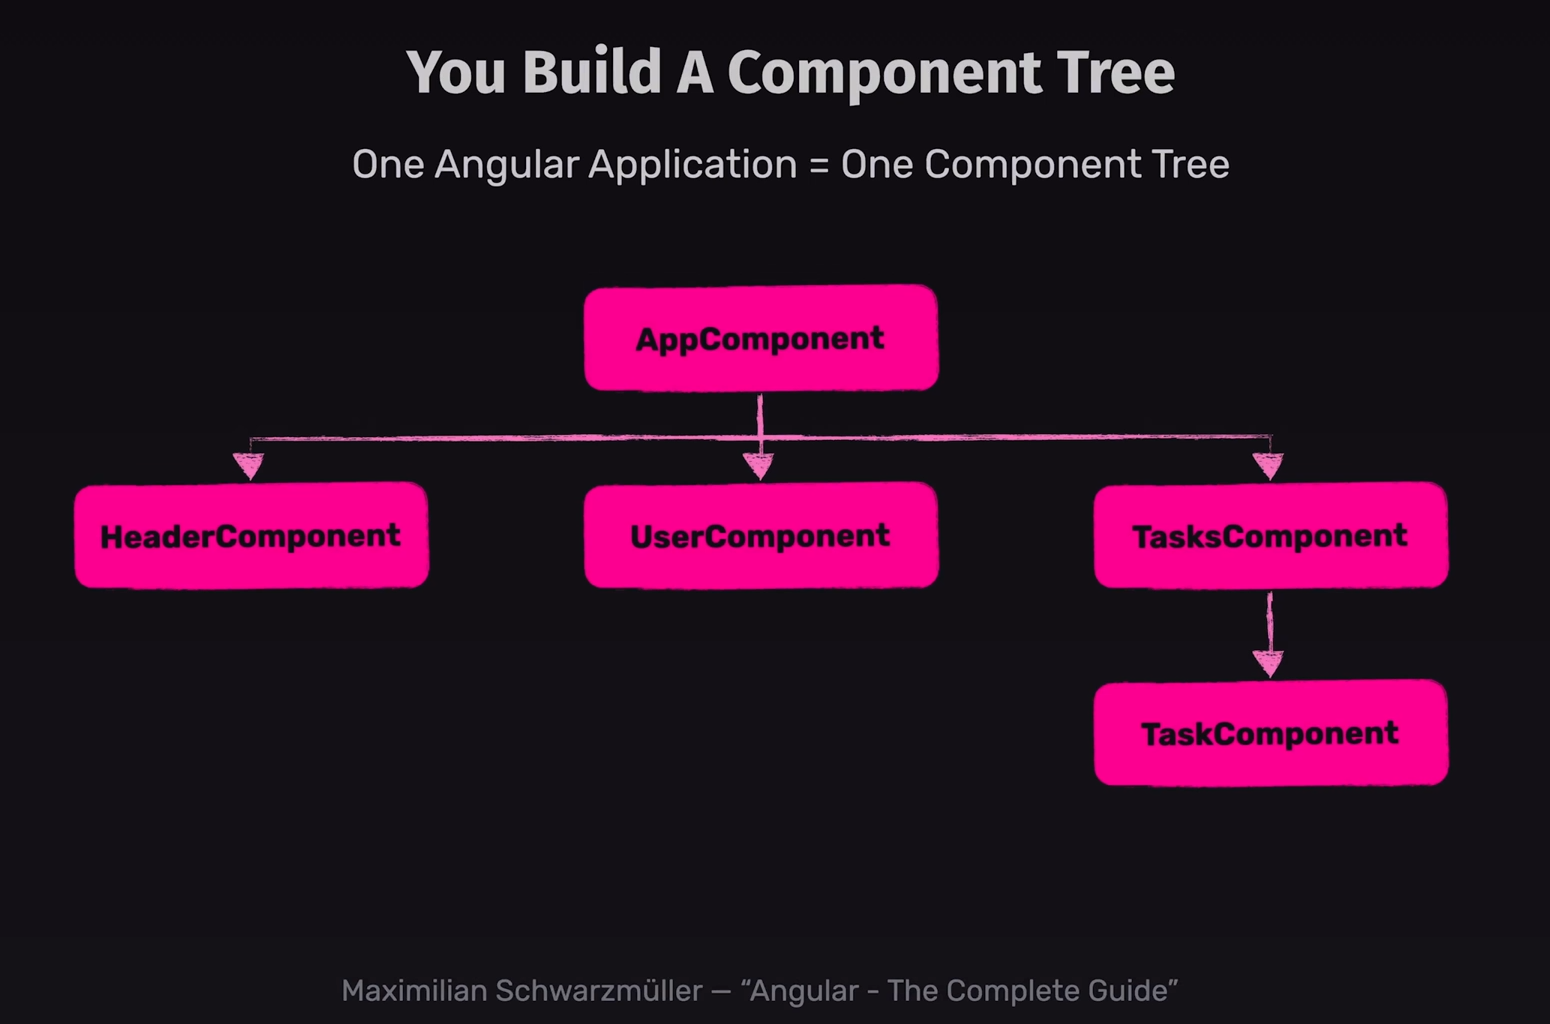 You Build A Component Tree
One Angular Application = One Component Tree
AppComponent
HeaderComponent
UserComponent
TasksComponent
TaskComponent
Maximilian Schwarzmüller — “Angular - The Complete Guide”